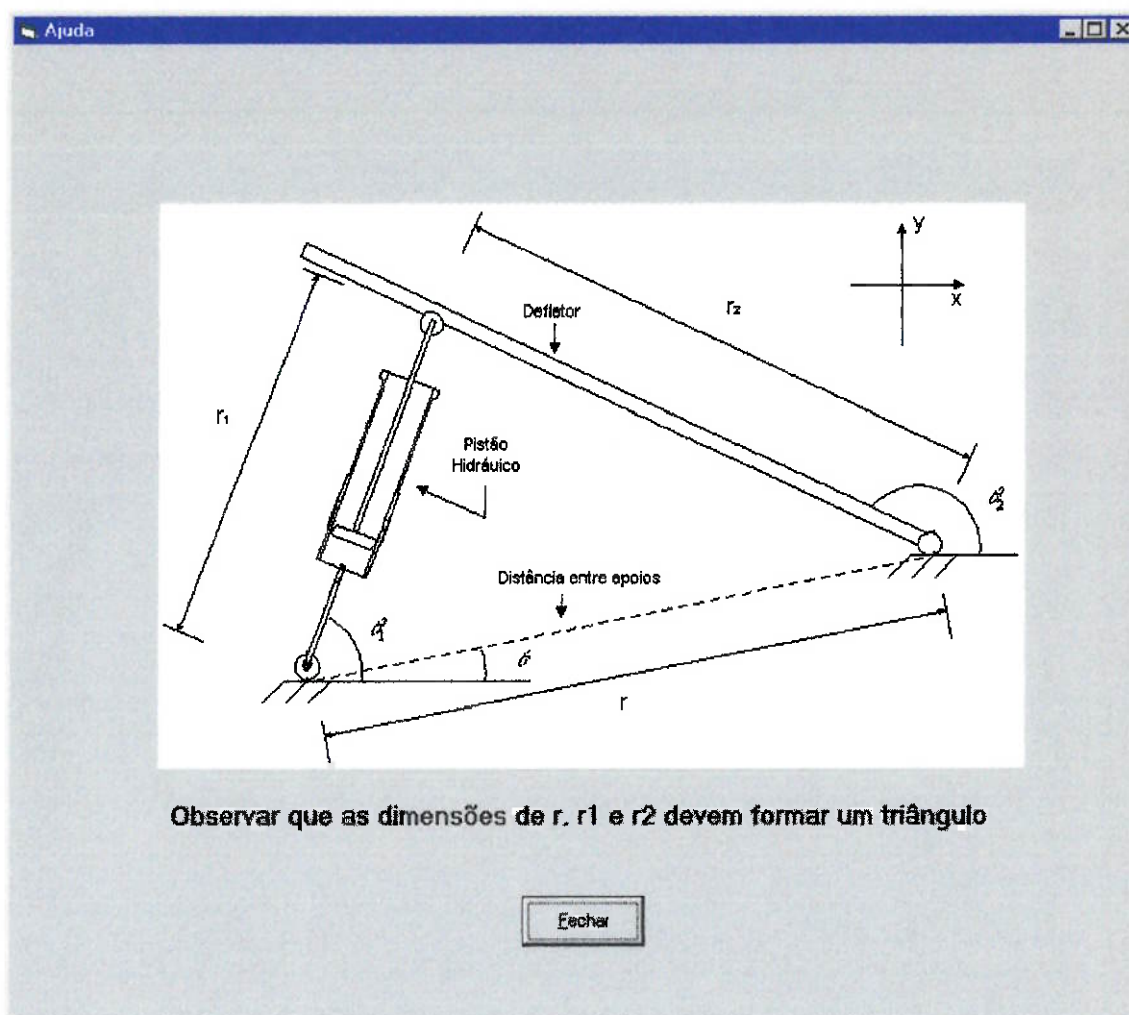 Ajuda
y
x
r2
Defletor
r1
Pistão
Hidráuico
Distância entre apoios
r
Observar que as dimensões de r, r1 e r2 devem formar um triângulo
Fechar